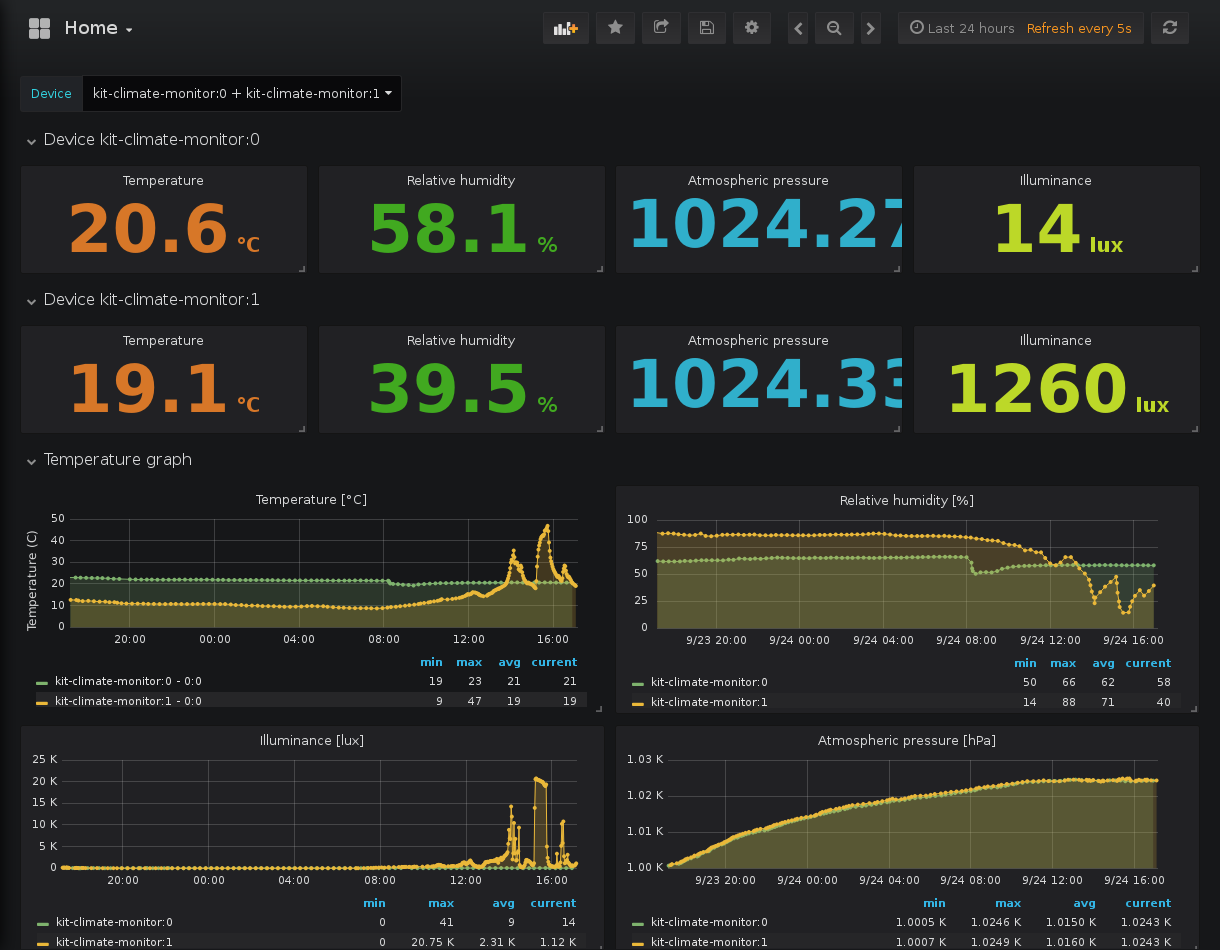 Home
Last 24 hours Refresh every 5s
Device kit-climate-monitor:0 + kit-climate-monitor:1
Device kit-climate-monitor:0
Temperature Relative humidity Atmospheric pressure Illuminance
20.6 °C 58.1 % 1024.27 14 lux
Device kit-climate-monitor:1
Temperature Relative humidity Atmospheric pressure Illuminance
19.1 °C 39.5 % 1024.33 1260 lux
Temperature graph
Temperature [°C]
Temperature (C)
50
40
30
20
10
0
20:00 00:00 04:00 08:00 12:00 16:00
min max avg current
kit-climate-monitor:0 - 0:0 19 23 21 21
kit-climate-monitor:1 - 0:0 9 47 19 19
Relative humidity [%]
100
75
50
25
0
9/23 20:00 9/24 00:00 9/24 04:00 9/24 08:00 9/24 12:00 9/24 16:00
min max avg current
kit-climate-monitor:0 50 66 62 58
kit-climate-monitor:1 14 88 71 40
Illuminance [lux]
25 K
20 K
15 K
10 K
5 K
0
20:00 00:00 04:00 08:00 12:00 16:00
min max avg current
kit-climate-monitor:0 0 41 9 14
kit-climate-monitor:1 0 20.75 K 2.31 K 1.12 K
Atmospheric pressure [hPa]
1.03 K
1.02 K
1.01 K
1.00 K
9/23 20:00 9/24 00:00 9/24 04:00 9/24 08:00 9/24 12:00 9/24 16:00
min max avg current
kit-climate-monitor:0 1.0005 K 1.0246 K 1.0150 K 1.0243 K
kit-climate-monitor:1 1.0007 K 1.0249 K 1.0160 K 1.0243 K